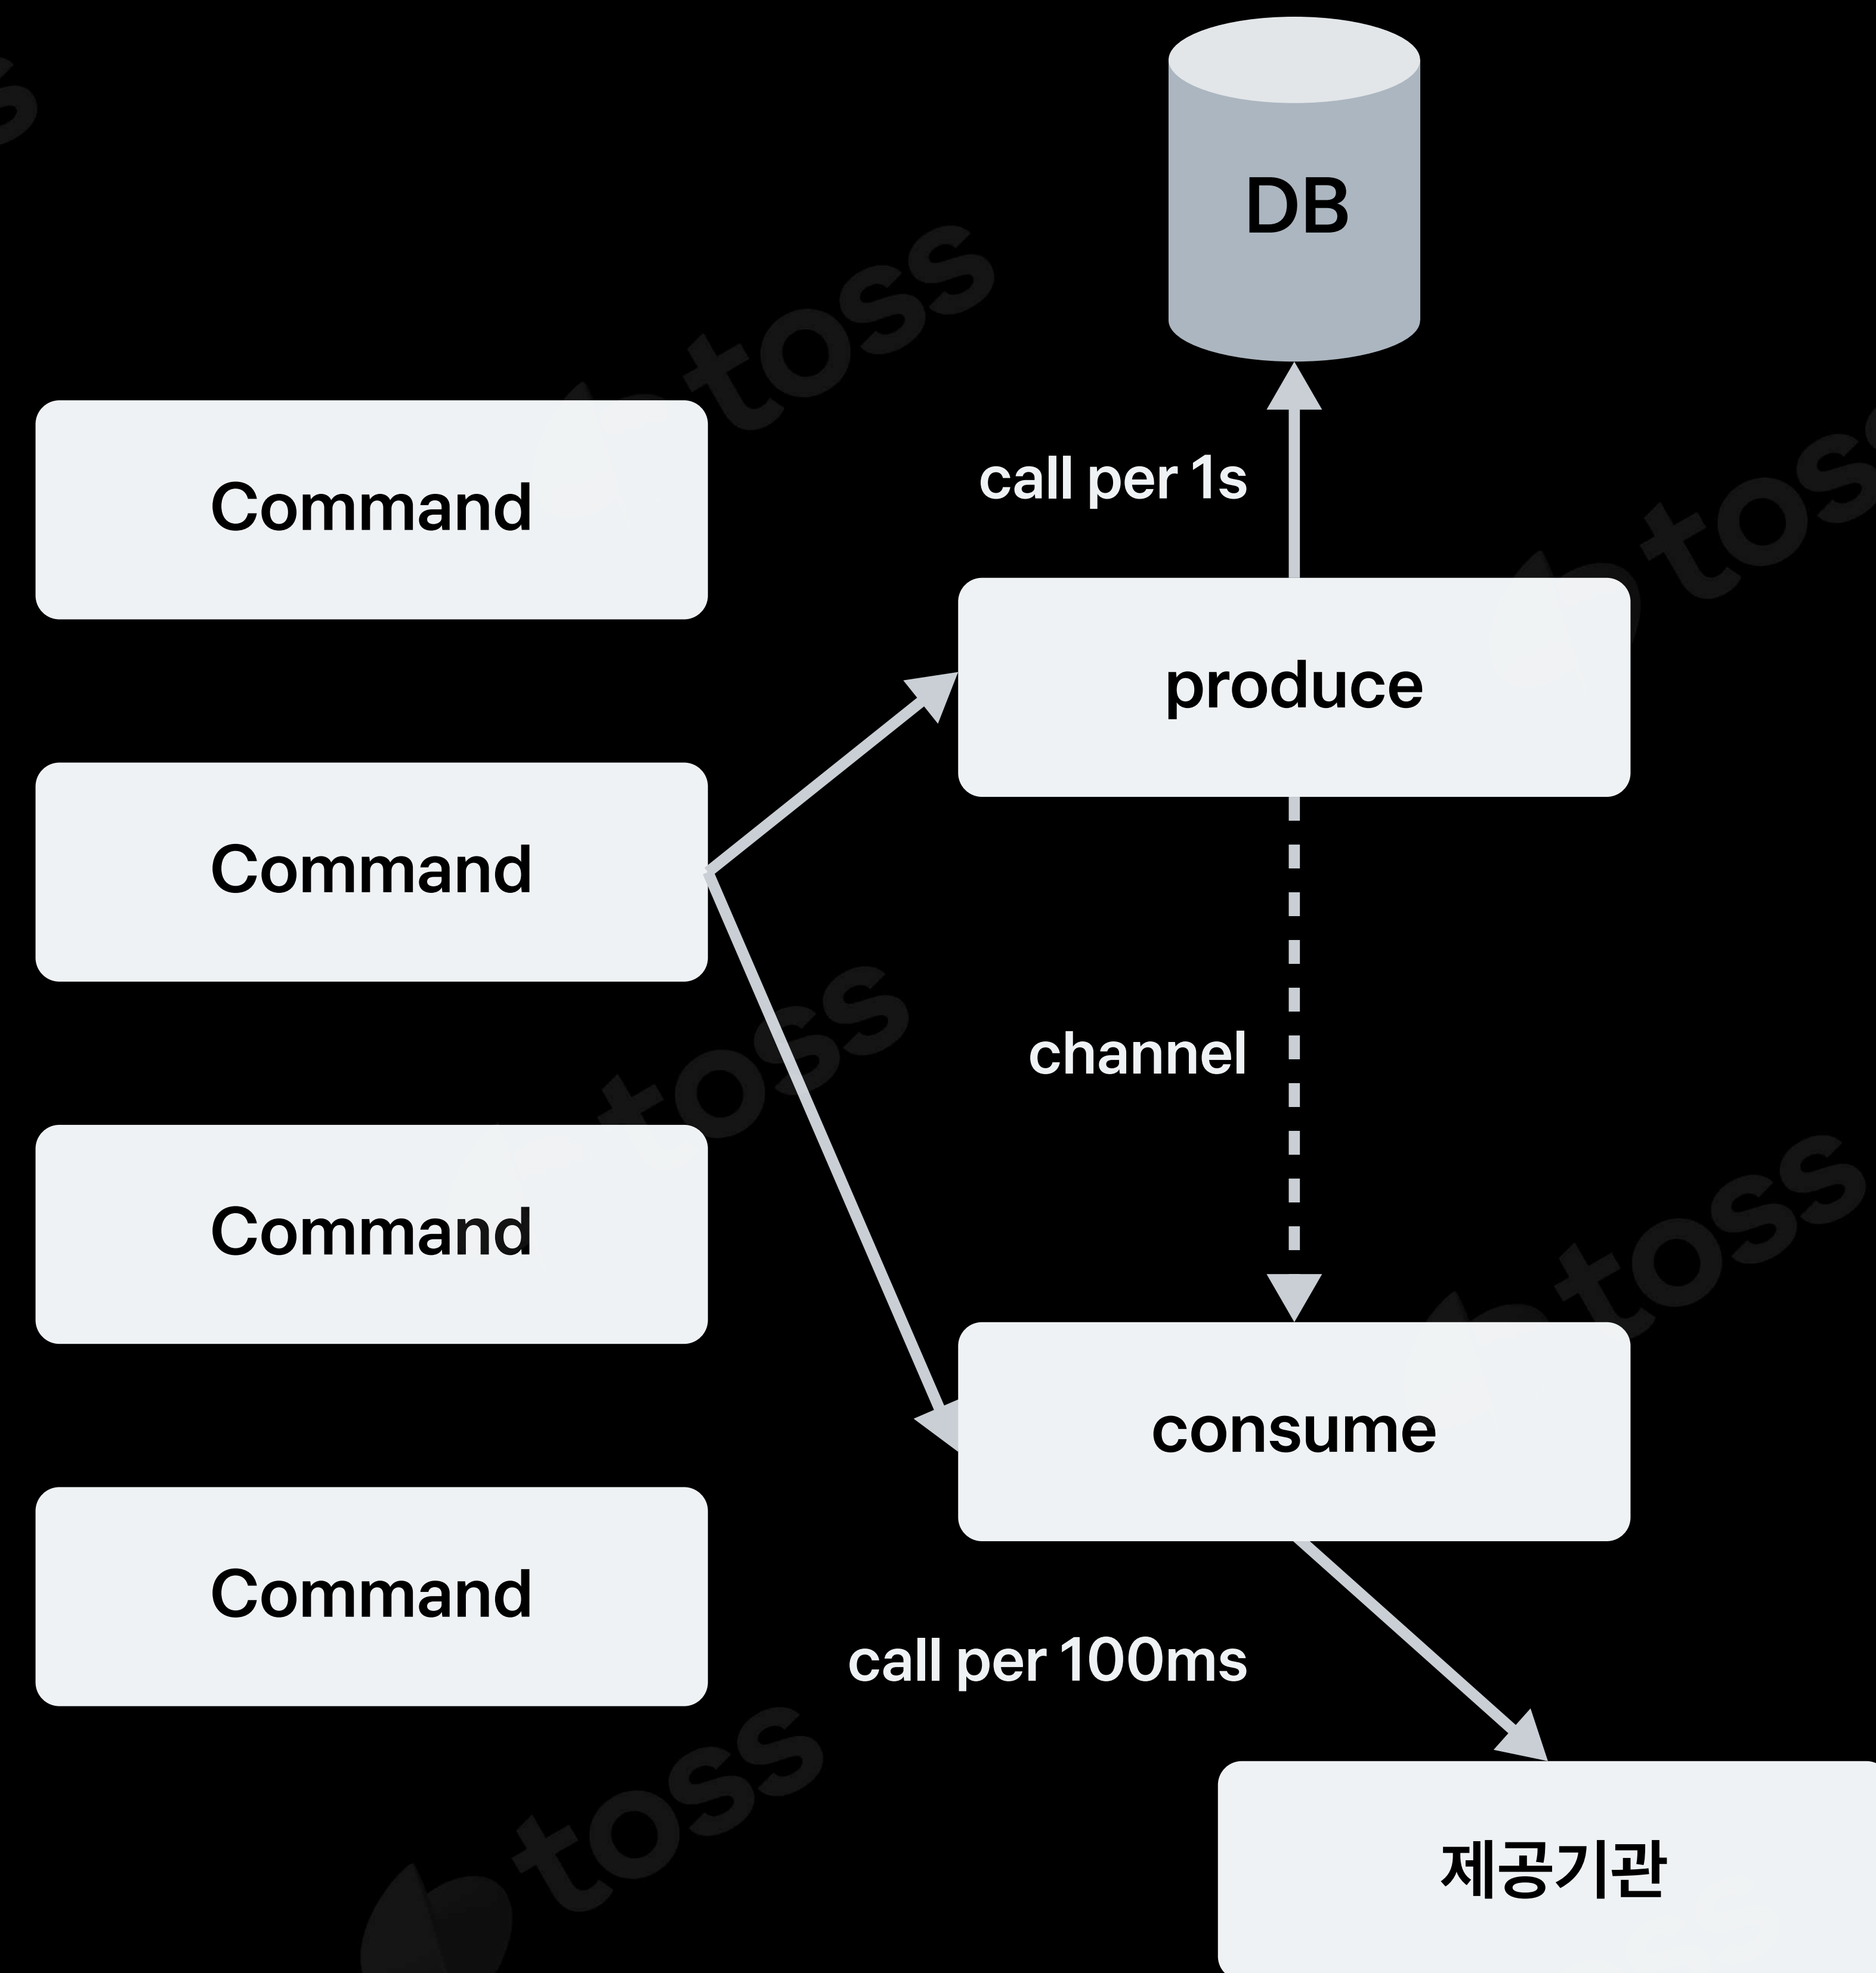 DB
call per 1s
Command
produce
Command
channel
Command
consume
Command
call per 100ms
제공기관
toss
toss
toss
toss
toss